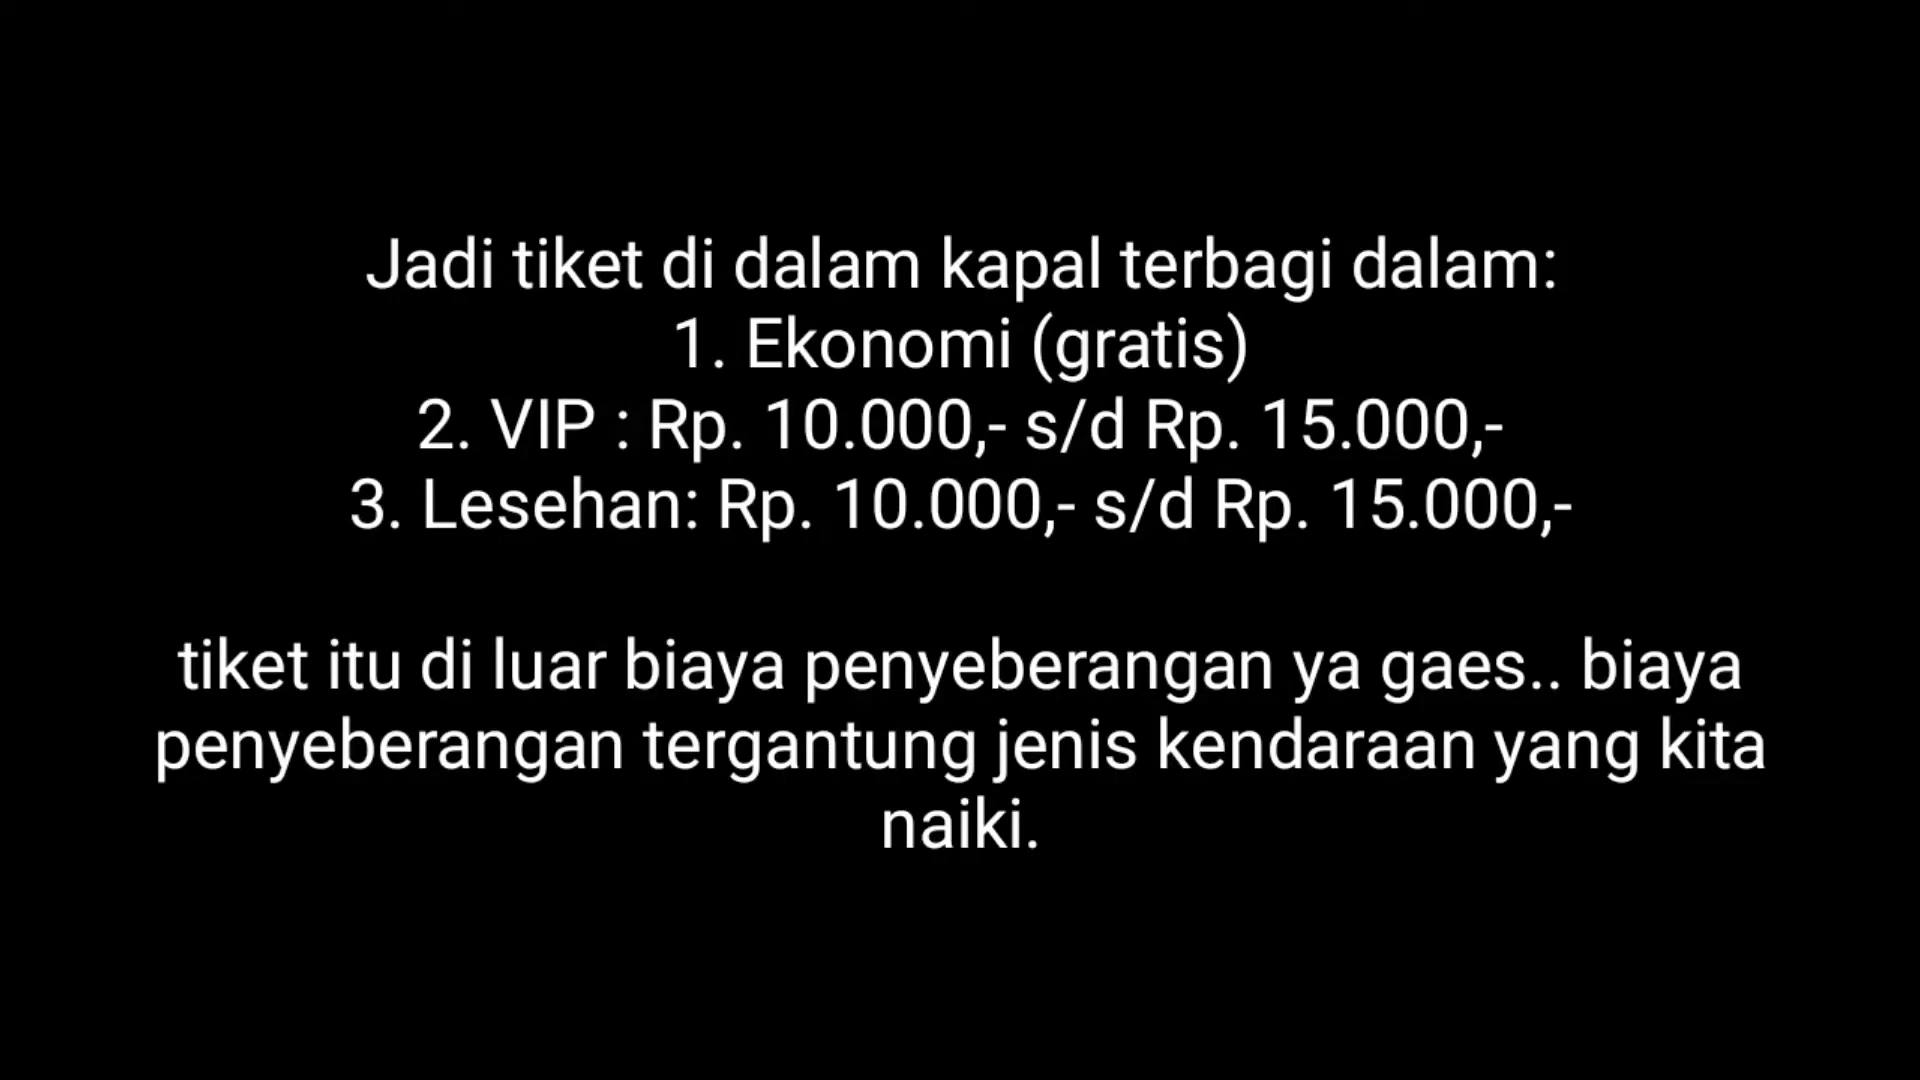 Jadi tiket di dalam kapal terbagi dalam:
1. Ekonomi (gratis)
2. VIP : Rp. 10.000,- s/d Rp. 15.000,-
3. Lesehan: Rp. 10.000,- s/d Rp. 15.000,-
tiket itu di luar biaya penyeberangan ya gaes.. biaya
penyeberangan tergantung jenis kendaraan yang kita
naiki.